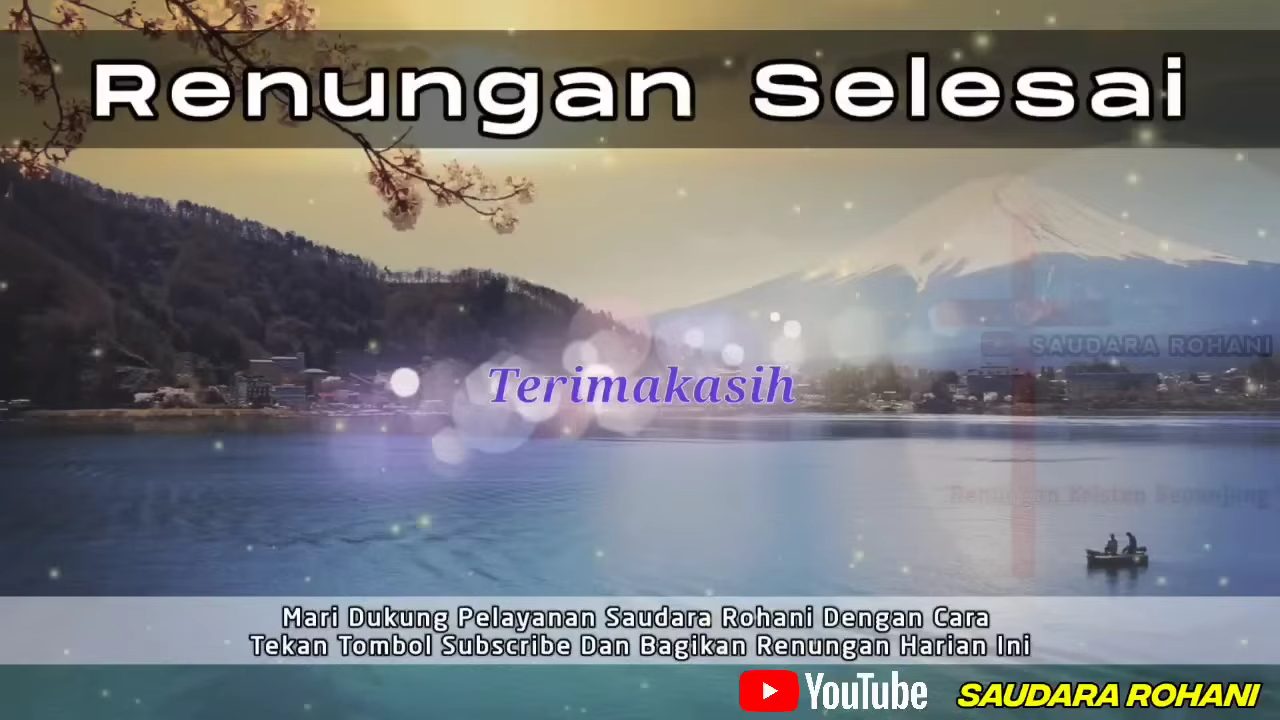 Renungan Selesai
SAUDARA ROHANI
Terimakasih
Renungan Kristen
Mari Dukung Pelayanan Saudara Rohani Dengan Cara
Tekan Tombol Subscribe Dan Bagikan Renungan Harian Ini
YouTube SAUDARA ROHANI